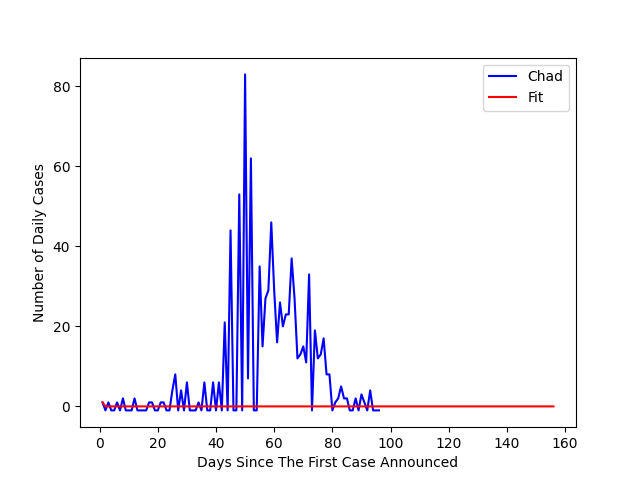 Chad
Fit
80
60
40
20
0
Number of Daily Cases
0 20 40 60 80 100 120 140 160
Days Since The First Case Announced